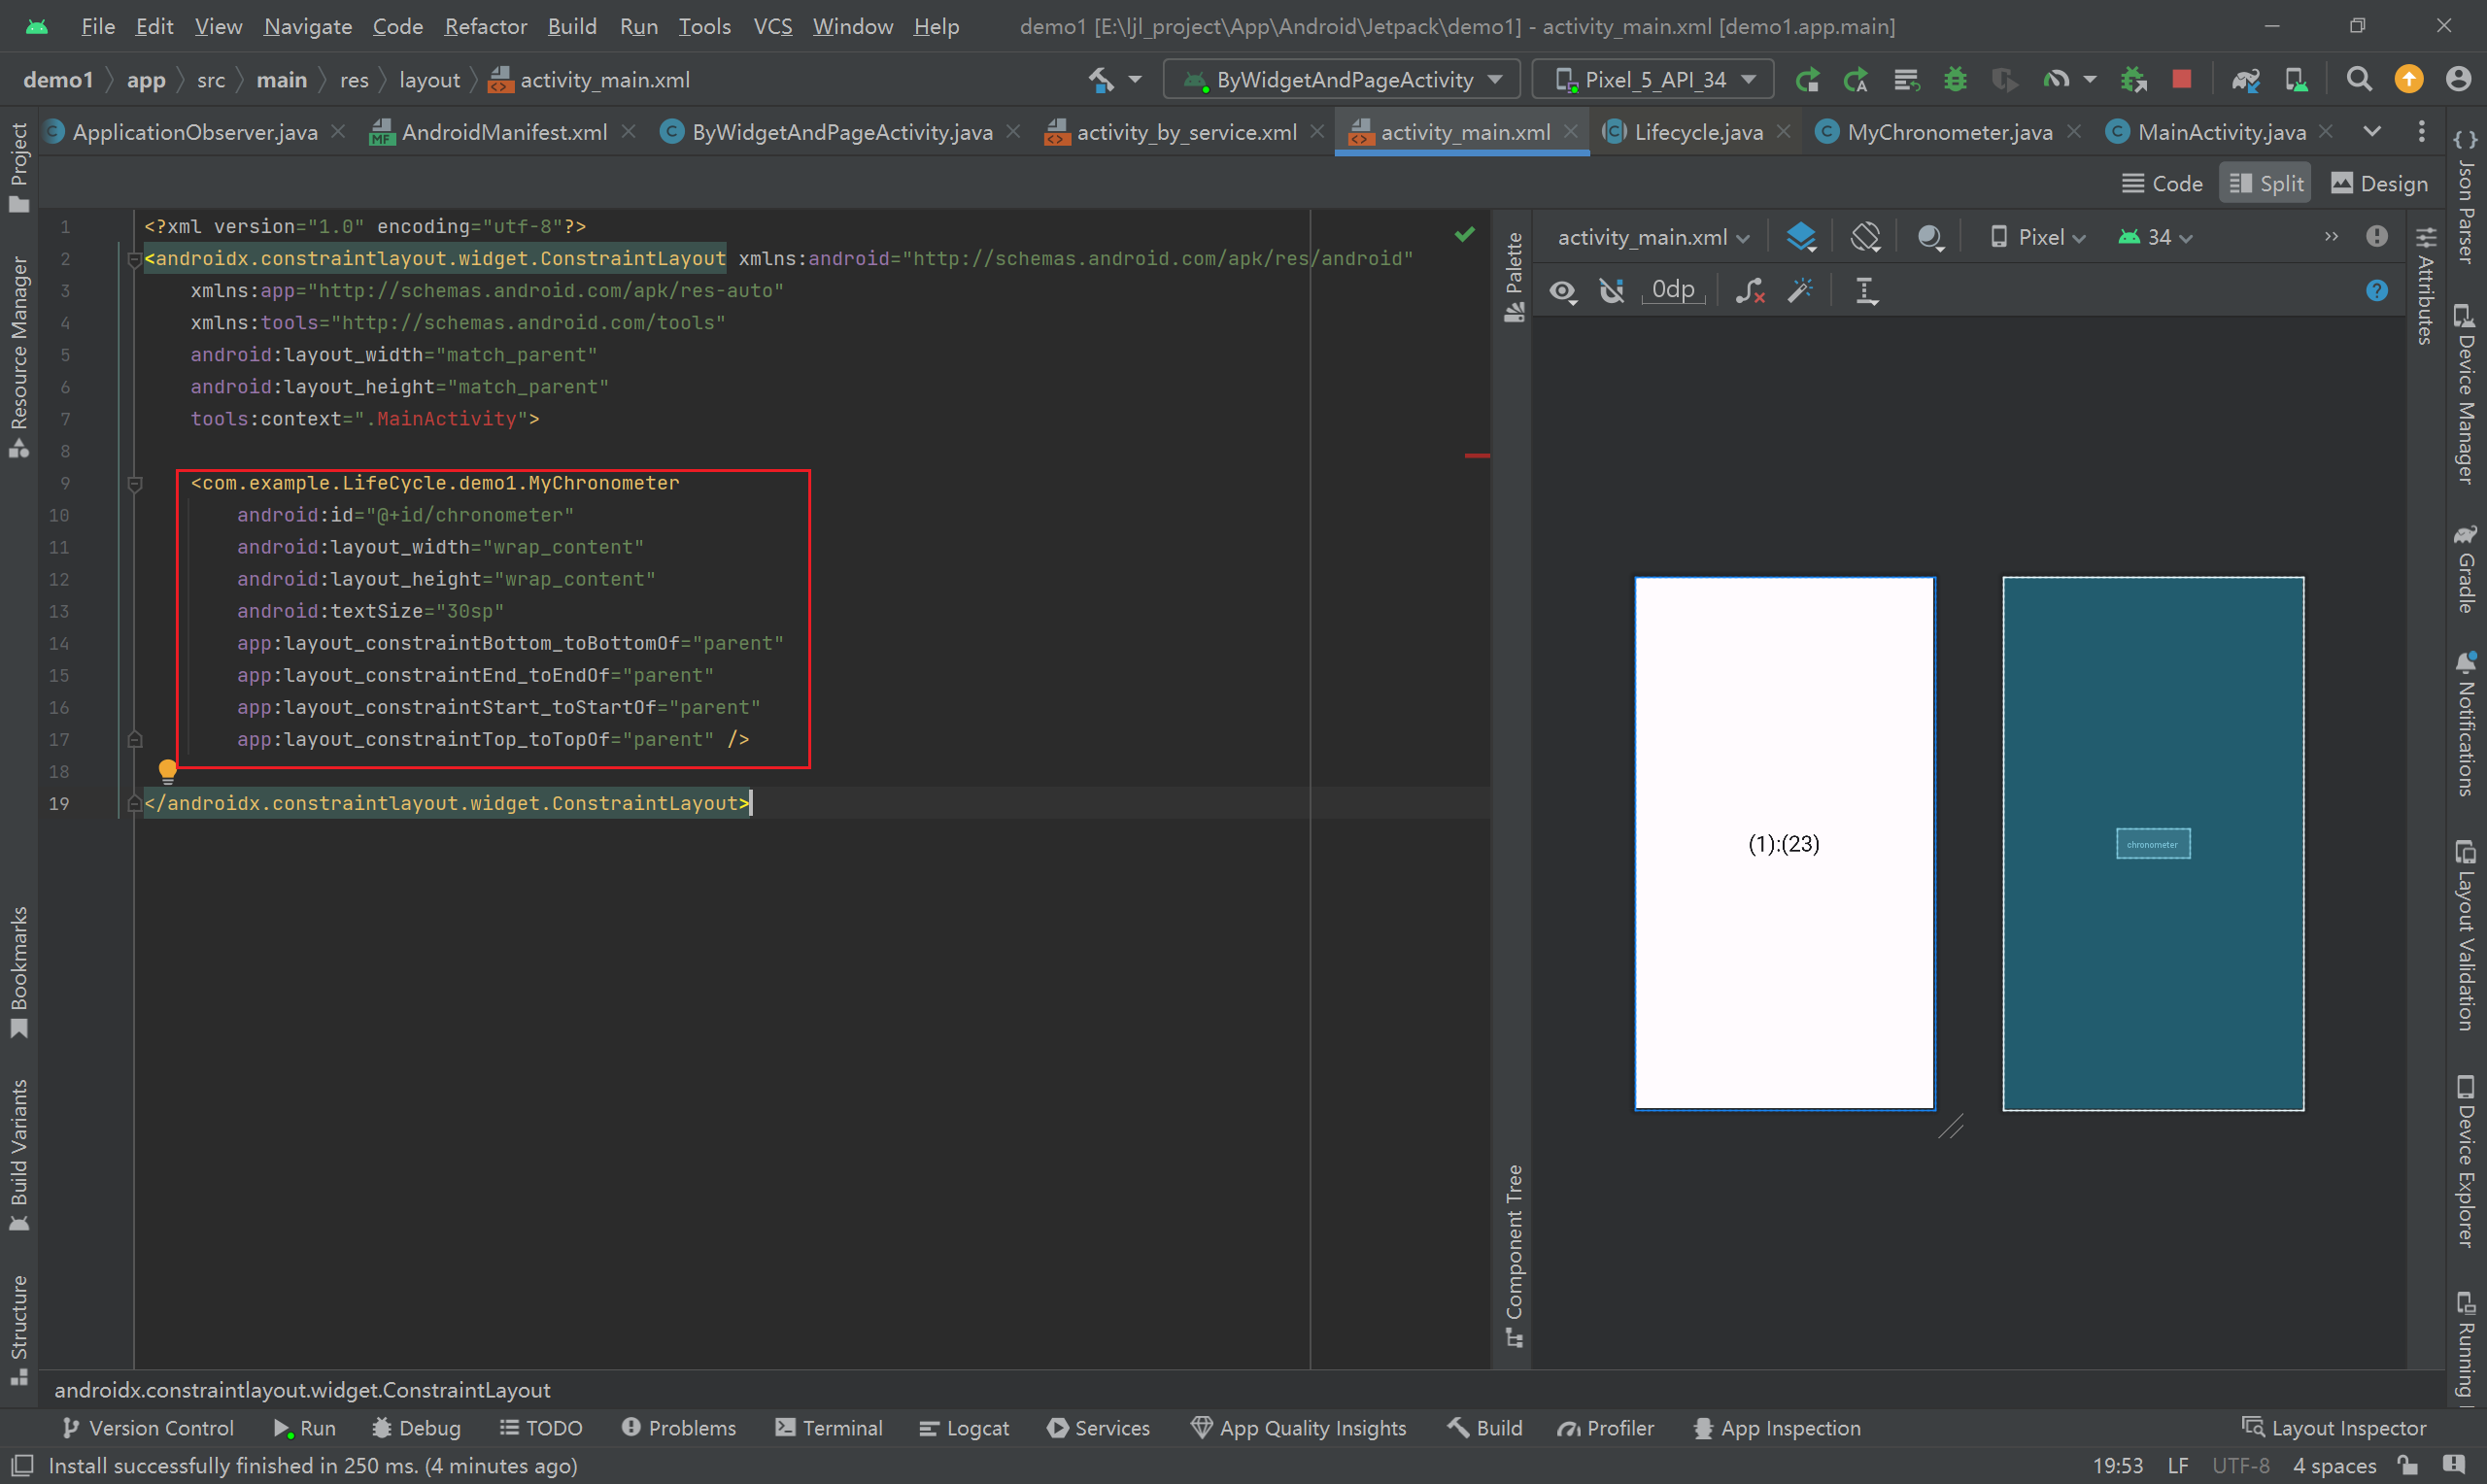 File Edit View Navigate Code Refactor Build Run Tools VCS Window Help demo1 [E:\ljl_project\App\Android\Jetpack\demo1] - activity_main.xml [demo1.app.main]
demo1 app src main res layout activity_main.xml ByWidgetAndPageActivity Pixel_5_API_34
ApplicationObserver.java AndroidManifest.xml ByWidgetAndPageActivity.java activity_by_service.xml activity_main.xml Lifecycle.java MyChronometer.java MainActivity.java
Code Split Design
Project
Resource Manager
Bookmarks
Build Variants
Structure
1 <?xml version="1.0" encoding="utf-8"?>
2 <androidx.constraintlayout.widget.ConstraintLayout xmlns:android="http://schemas.android.com/apk/res/android"
3 xmlns:app="http://schemas.android.com/apk/res-auto"
4 xmlns:tools="http://schemas.android.com/tools"
5 android:layout_width="match_parent"
6 android:layout_height="match_parent"
7 tools:context=".MainActivity">
8
9 <com.example.LifeCycle.demo1.MyChronometer
10 android:id="@+id/chronometer"
11 android:layout_width="wrap_content"
12 android:layout_height="wrap_content"
13 android:textSize="30sp"
14 app:layout_constraintBottom_toBottomOf="parent"
15 app:layout_constraintEnd_toEndOf="parent"
16 app:layout_constraintStart_toStartOf="parent"
17 app:layout_constraintTop_toTopOf="parent" />
18
19 </androidx.constraintlayout.widget.ConstraintLayout>
Palette
Component Tree
activity_main.xml Pixel 34
0dp
(1):(23)
chronometer
Attributes
Json Parser
Device Manager
Gradle
Notifications
Layout Validation
Device Explorer
Running
androidx.constraintlayout.widget.ConstraintLayout
Version Control Run Debug TODO Problems Terminal Logcat Services App Quality Insights Build Profiler App Inspection Layout Inspector
Install successfully finished in 250 ms. (4 minutes ago) 19:53 LF UTF-8 4 spaces